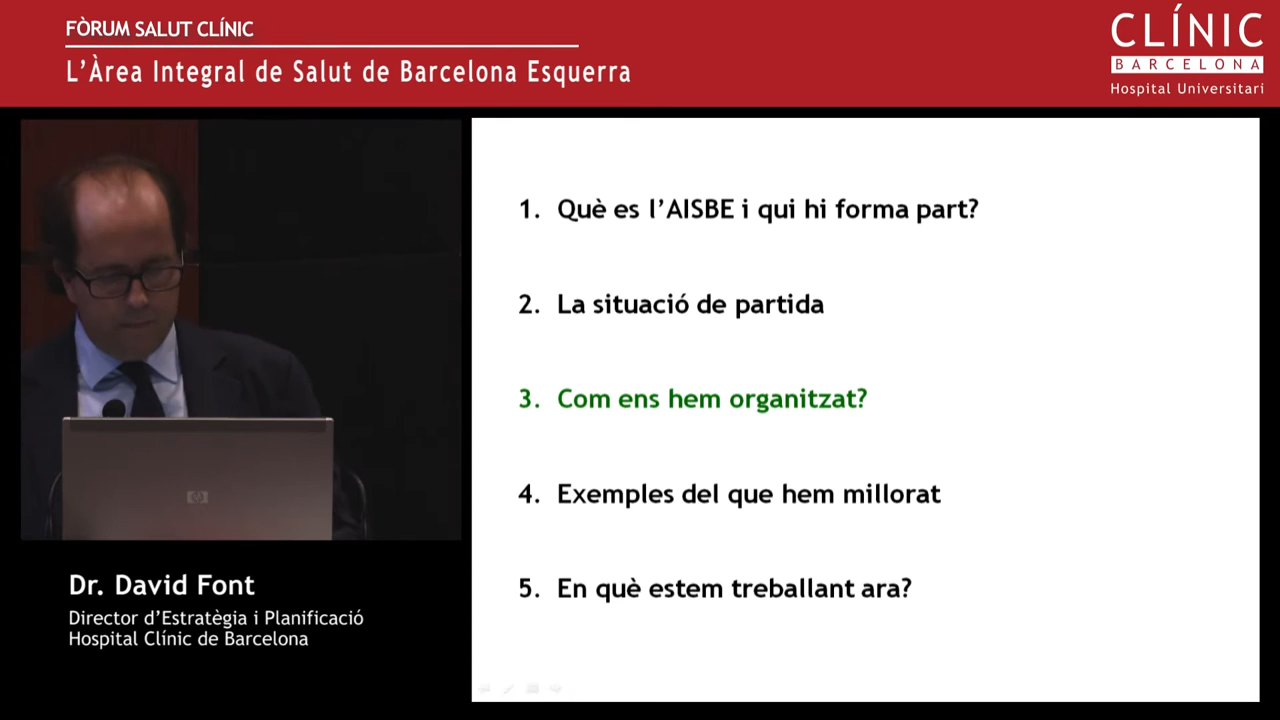 FÒRUM SALUT CLÍNIC
L’Àrea Integral de Salut de Barcelona Esquerra
CLÍNIC
BARCELONA
Hospital Universitari
1. Què es l’AISBE i qui hi forma part?
2. La situació de partida
3. Com ens hem organitzat?
4. Exemples del que hem millorat
5. En què estem treballant ara?
hp
Dr. David Font
Director d’Estratègia i Planificació
Hospital Clínic de Barcelona